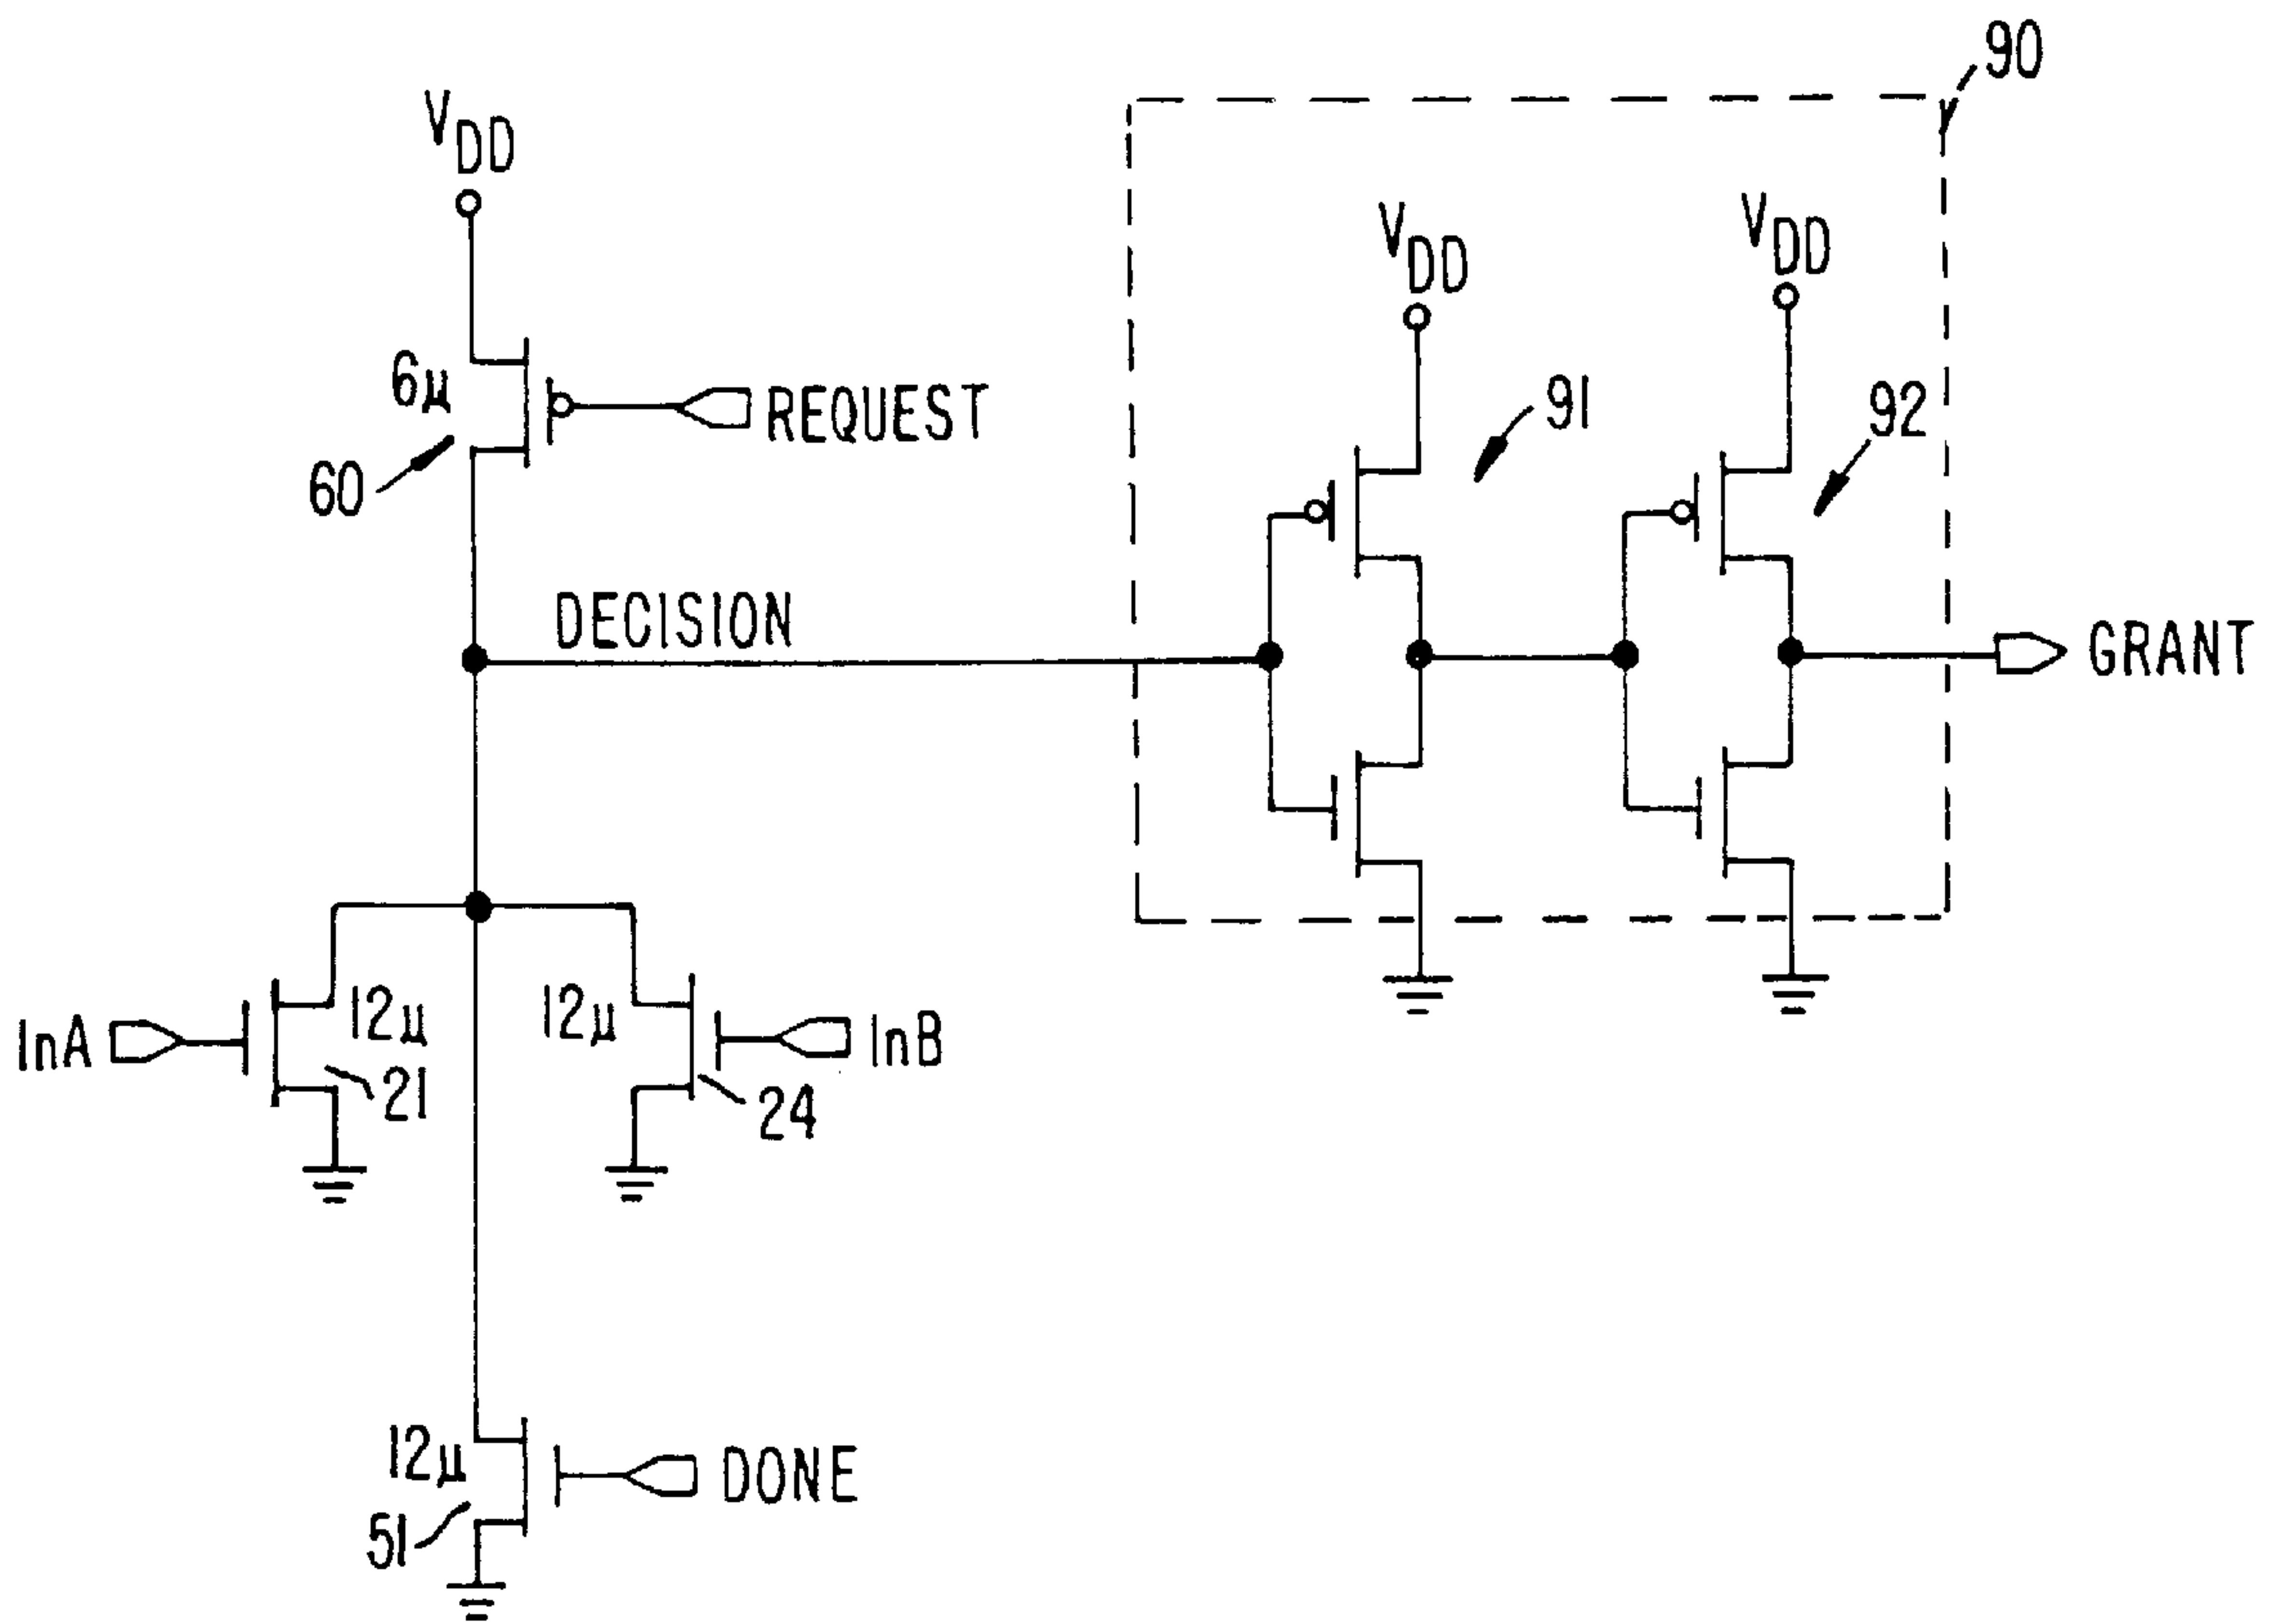 90
VDD
VDD
VDD
6μ
REQUEST
91
92
60
DECISION
GRANT
InA
12μ
12μ
InB
21
24
12μ
DONE
51